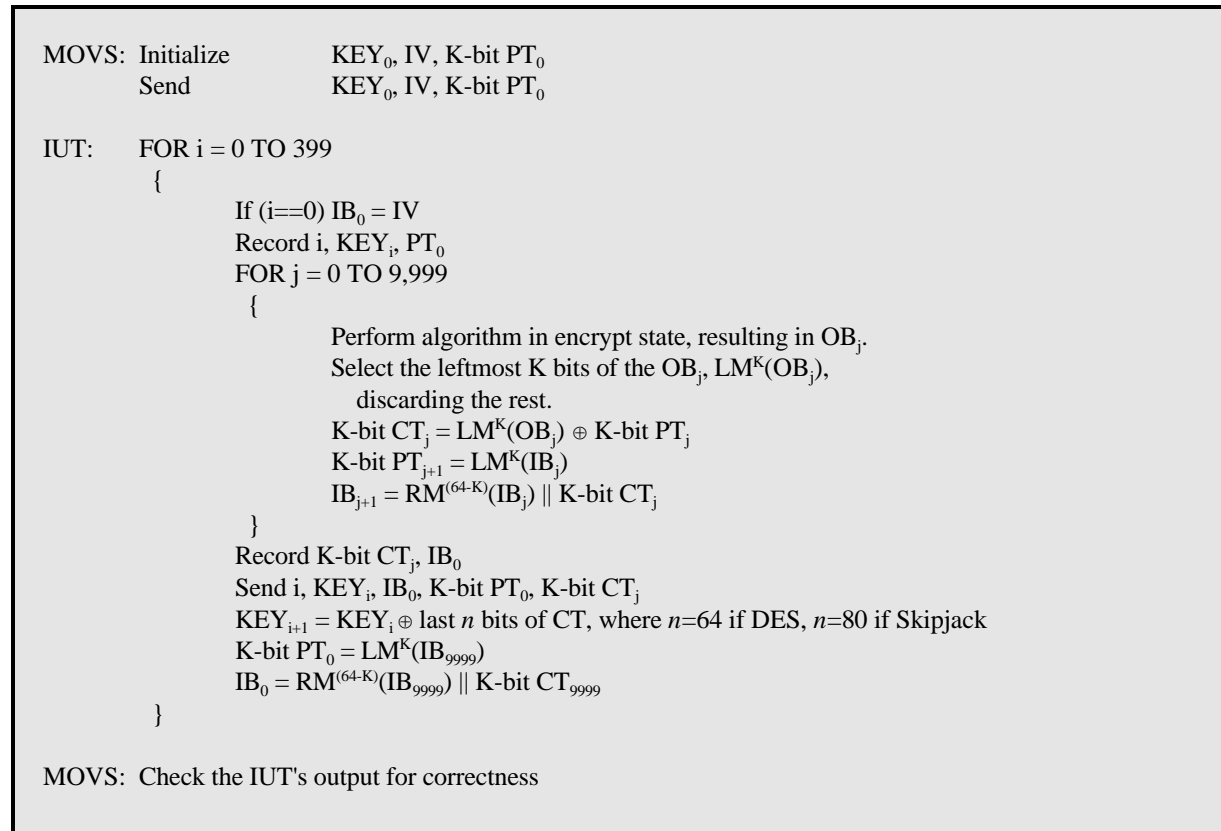 MOVS: Initialize KEY₀, IV, K-bit PT₀
Send KEY₀, IV, K-bit PT₀
IUT: FOR i = 0 TO 399
{
If (i==0) IB₀ = IV
Record i, KEYᵢ, PT₀
FOR j = 0 TO 9,999
{
Perform algorithm in encrypt state, resulting in OBⱼ.
Select the leftmost K bits of the OBⱼ, LMᴷ(OBⱼ),
discarding the rest.
K-bit CTⱼ = LMᴷ(OBⱼ) ⊕ K-bit PTⱼ
K-bit PTⱼ₊₁ = LMᴷ(IBⱼ)
IBⱼ₊₁ = RM⁽⁶⁴⁻ᴷ⁾(IBⱼ) || K-bit CTⱼ
}
Record K-bit CTⱼ, IB₀
Send i, KEYᵢ, IB₀, K-bit PT₀, K-bit CTⱼ
KEYᵢ₊₁ = KEYᵢ ⊕ last n bits of CT, where n=64 if DES, n=80 if Skipjack
K-bit PT₀ = LMᴷ(IB₉₉₉₉)
IB₀ = RM⁽⁶⁴⁻ᴷ⁾(IB₉₉₉₉) || K-bit CT₉₉₉₉
}
MOVS: Check the IUT's output for correctness